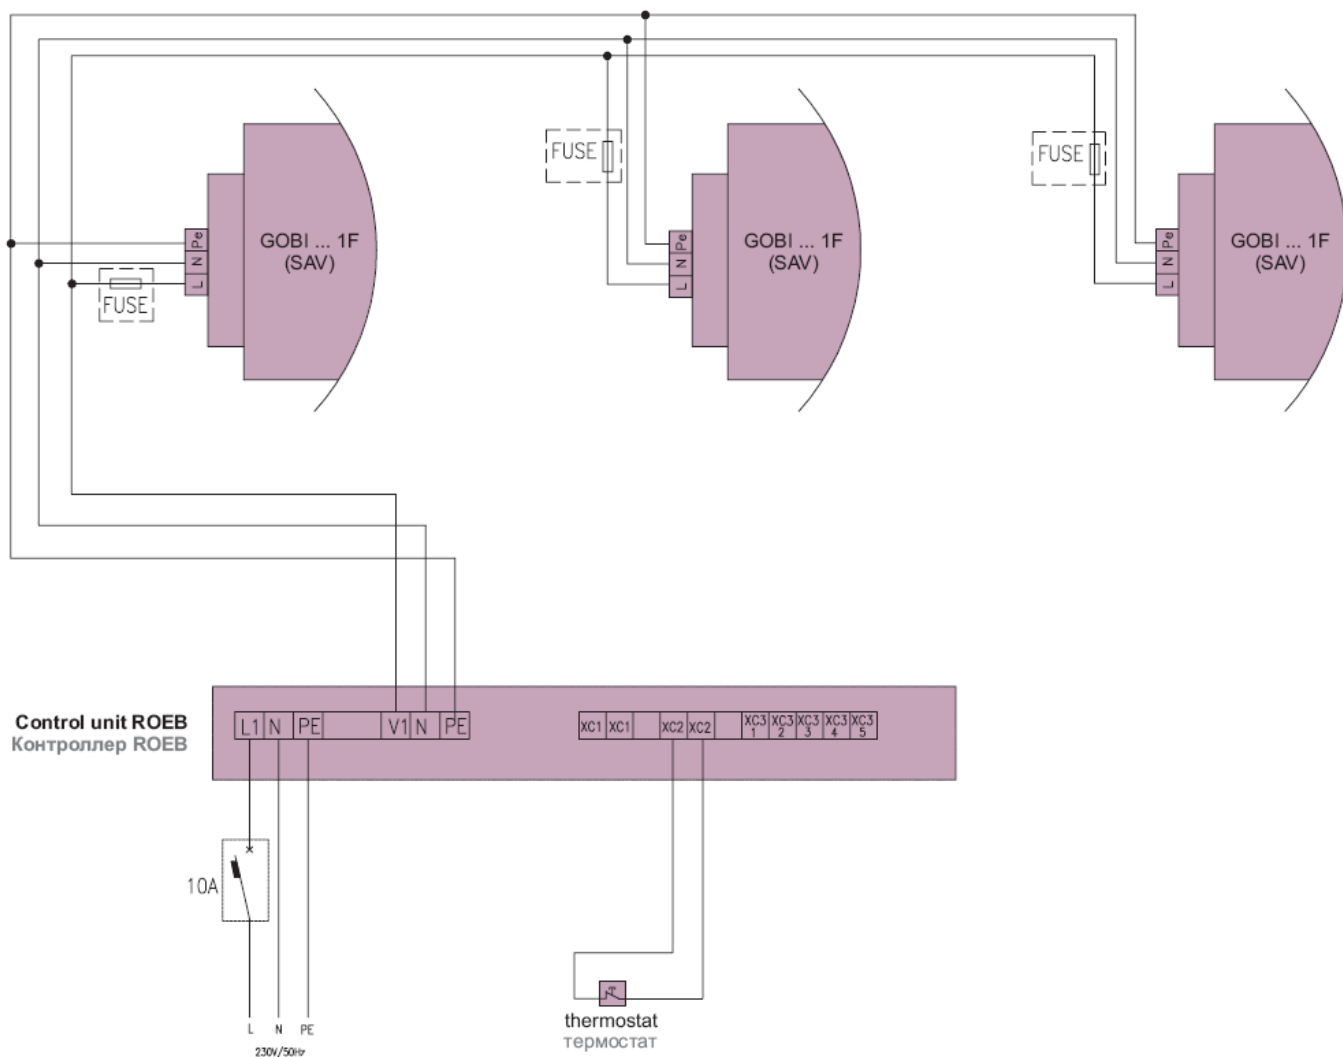 FUSE
FUSE
GOBI ... 1F
(SAV)
Pe
N
L
FUSE
GOBI ... 1F
(SAV)
Pe
N
L
GOBI ... 1F
(SAV)
Pe
N
L
Control unit ROEB
Контроллер ROEB
L1 N PE V1 N PE
XC1 XC1 XC2 XC2 XC3 1 XC3 2 XC3 3 XC3 4 XC3 5
10A
L N PE
230V/50Hz
thermostat
термостат